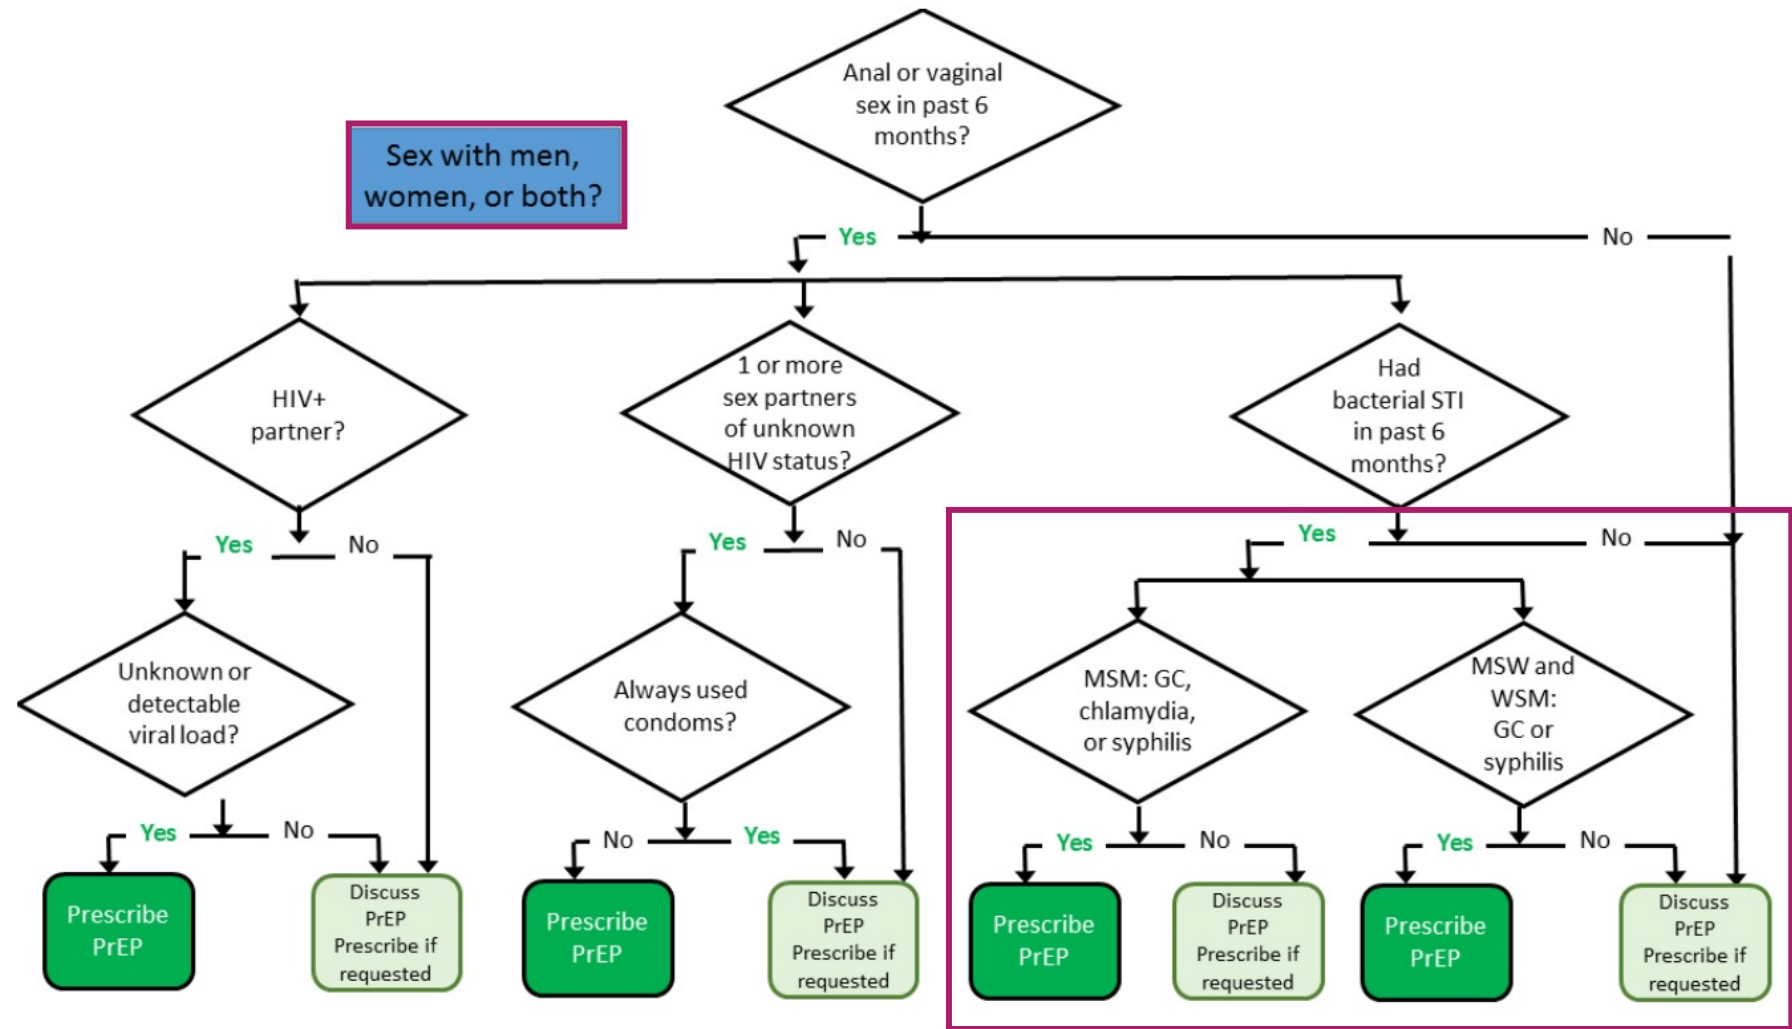 Anal or vaginal
sex in past 6
months?
Sex with men,
women, or both?
Yes
No
HIV+
partner?
1 or more
sex partners
of unknown
HIV status?
Had
bacterial STI
in past 6
months?
Yes
No
Yes
No
Yes
No
Unknown or
detectable
viral load?
Always used
condoms?
MSM: GC,
chlamydia,
or syphilis
MSW and
WSM:
GC or
syphilis
Yes
No
No
Yes
Yes
No
Yes
No
Prescribe
PrEP
Discuss
PrEP
Prescribe if
requested
Prescribe
PrEP
Discuss
PrEP
Prescribe if
requested
Prescribe
PrEP
Discuss
PrEP
Prescribe if
requested
Prescribe
PrEP
Discuss
PrEP
Prescribe if
requested